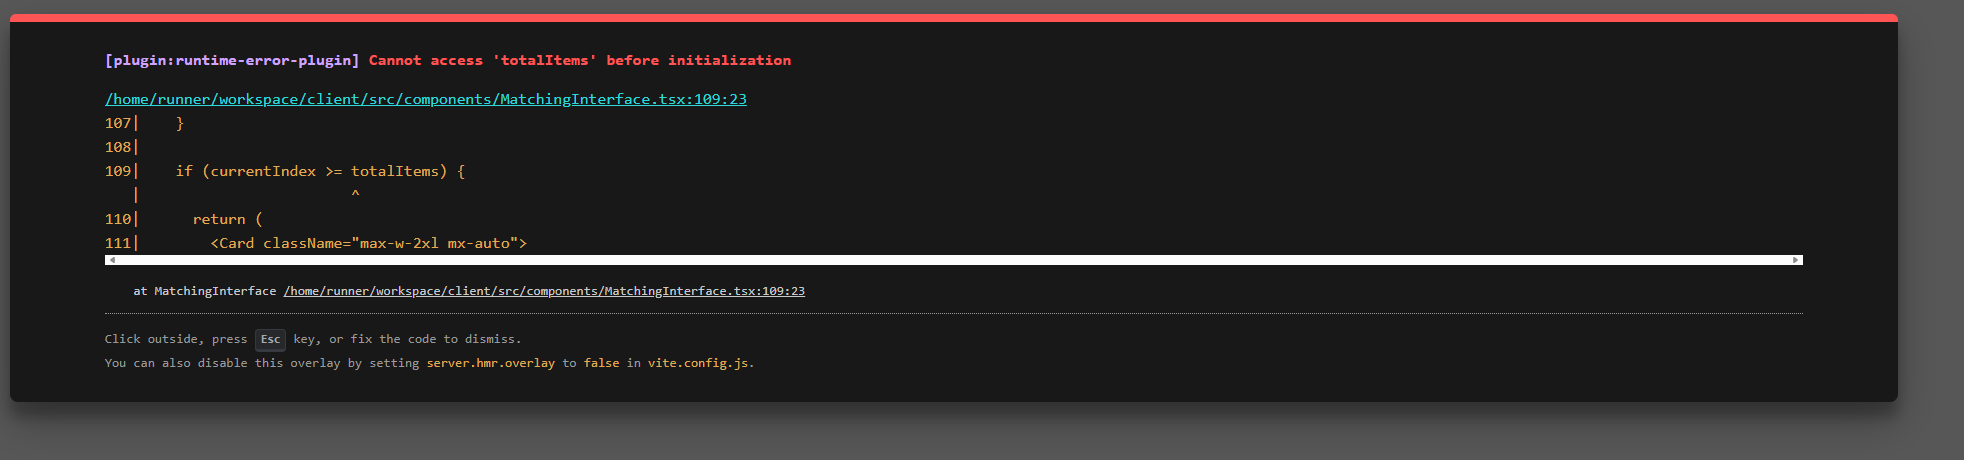 [plugin:runtime-error-plugin] Cannot access 'totalItems' before initialization
/home/runner/workspace/client/src/components/MatchingInterface.tsx:109:23
107|    }
108|
109|    if (currentIndex >= totalItems) {
   |                        ^
110|      return (
111|        <Card className="max-w-2xl mx-auto">
at MatchingInterface /home/runner/workspace/client/src/components/MatchingInterface.tsx:109:23
Click outside, press Esc key, or fix the code to dismiss.
You can also disable this overlay by setting server.hmr.overlay to false in vite.config.js.